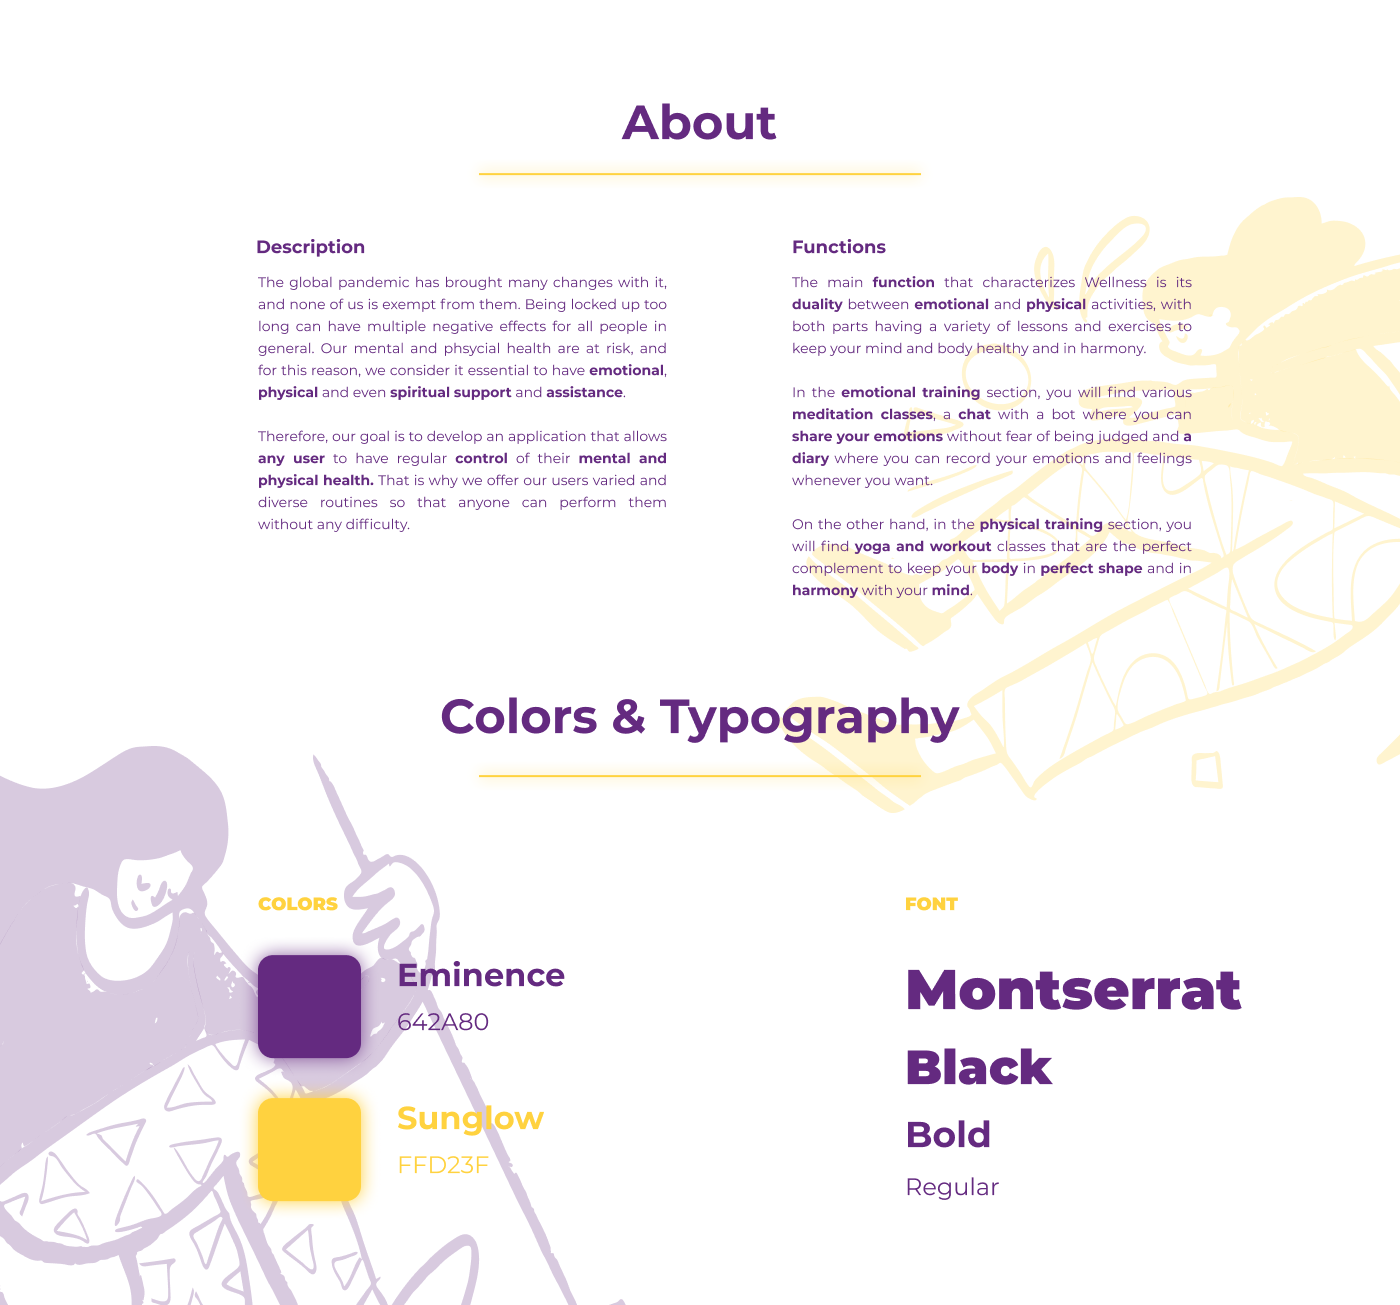 About
Description
The global pandemic has brought many changes with it,
and none of us is exempt from them. Being locked up too
long can have multiple negative effects for all people in
general. Our mental and phsycial health are at risk, and
for this reason, we consider it essential to have emotional,
physical and even spiritual support and assistance.
Therefore, our goal is to develop an application that allows
any user to have regular control of their mental and
physical health. That is why we offer our users varied and
diverse routines so that anyone can perform them
without any difficulty.
Functions
The main function that characterizes Wellness is its
duality between emotional and physical activities, with
both parts having a variety of lessons and exercises to
keep your mind and body healthy and in harmony.
In the emotional training section, you will find various
meditation classes, a chat with a bot where you can
share your emotions without fear of being judged and a
diary where you can record your emotions and feelings
whenever you want.
On the other hand, in the physical training section, you
will find yoga and workout classes that are the perfect
complement to keep your body in perfect shape and in
harmony with your mind.
Colors & Typography
COLORS
Eminence
642A80
Sunglow
FFD23F
FONT
Montserrat
Black
Bold
Regular